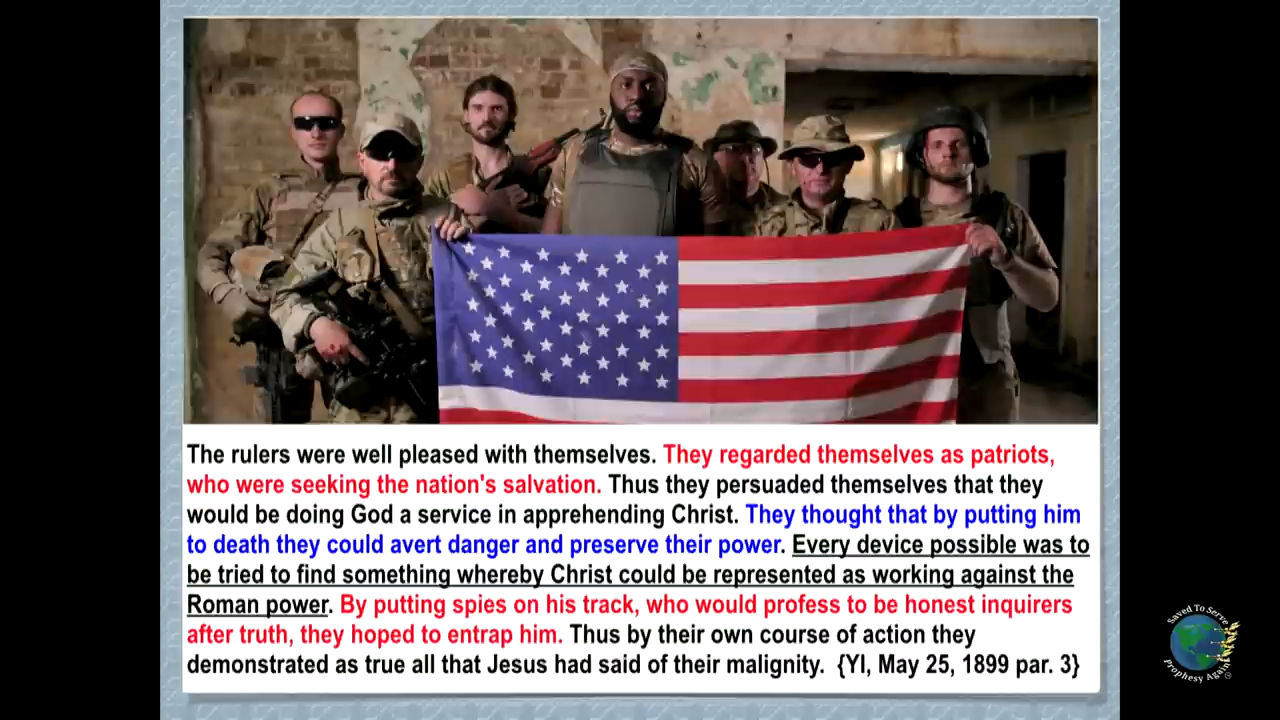 The rulers were well pleased with themselves. They regarded themselves as patriots,
who were seeking the nation's salvation. Thus they persuaded themselves that they
would be doing God a service in apprehending Christ. They thought that by putting him
to death they could avert danger and preserve their power. Every device possible was to
be tried to find something whereby Christ could be represented as working against the
Roman power. By putting spies on his track, who would profess to be honest inquirers
after truth, they hoped to entrap him. Thus by their own course of action they
demonstrated as true all that Jesus had said of their malignity. {YI, May 25, 1899 par. 3}
Saved To Serve
Prophesy Again